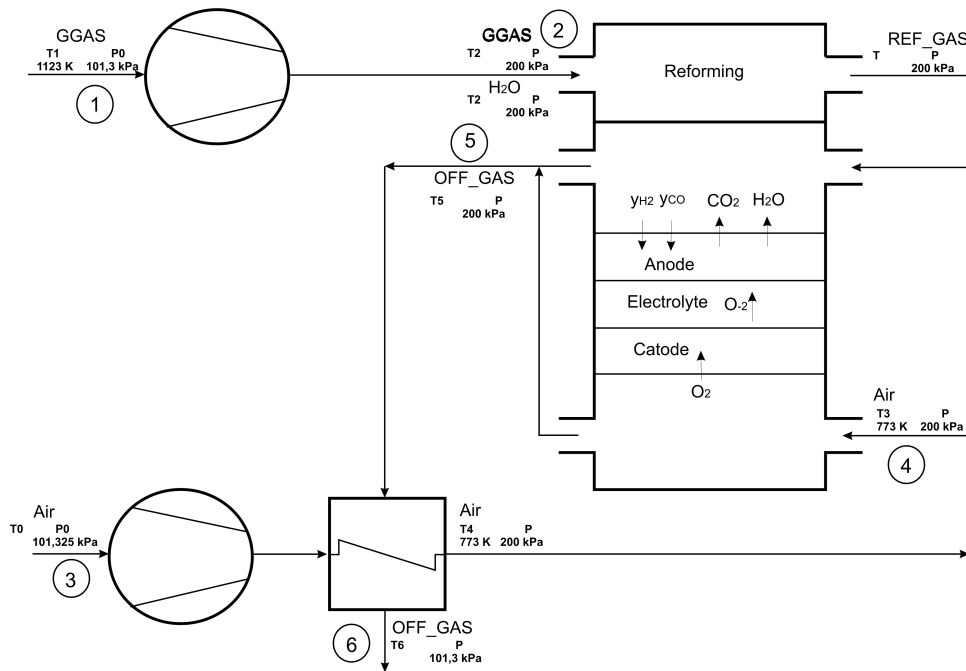 GGAS
T1 P0
1123 K 101,3 kPa
1
GGAS
2
T2 P
200 kPa
H2O
T2 P
200 kPa
Reforming
REF_GAS
T P
200 kPa
5
OFF_GAS
T5 P
200 kPa
yH2 yCO CO2 H2O
Anode
Electrolyte O-2
Catode
O2
Air
T3 P
773 K 200 kPa
4
Air
T0 P0
101,325 kPa
3
Air
T4 P
773 K 200 kPa
6
OFF_GAS
T6 P
101,3 kPa